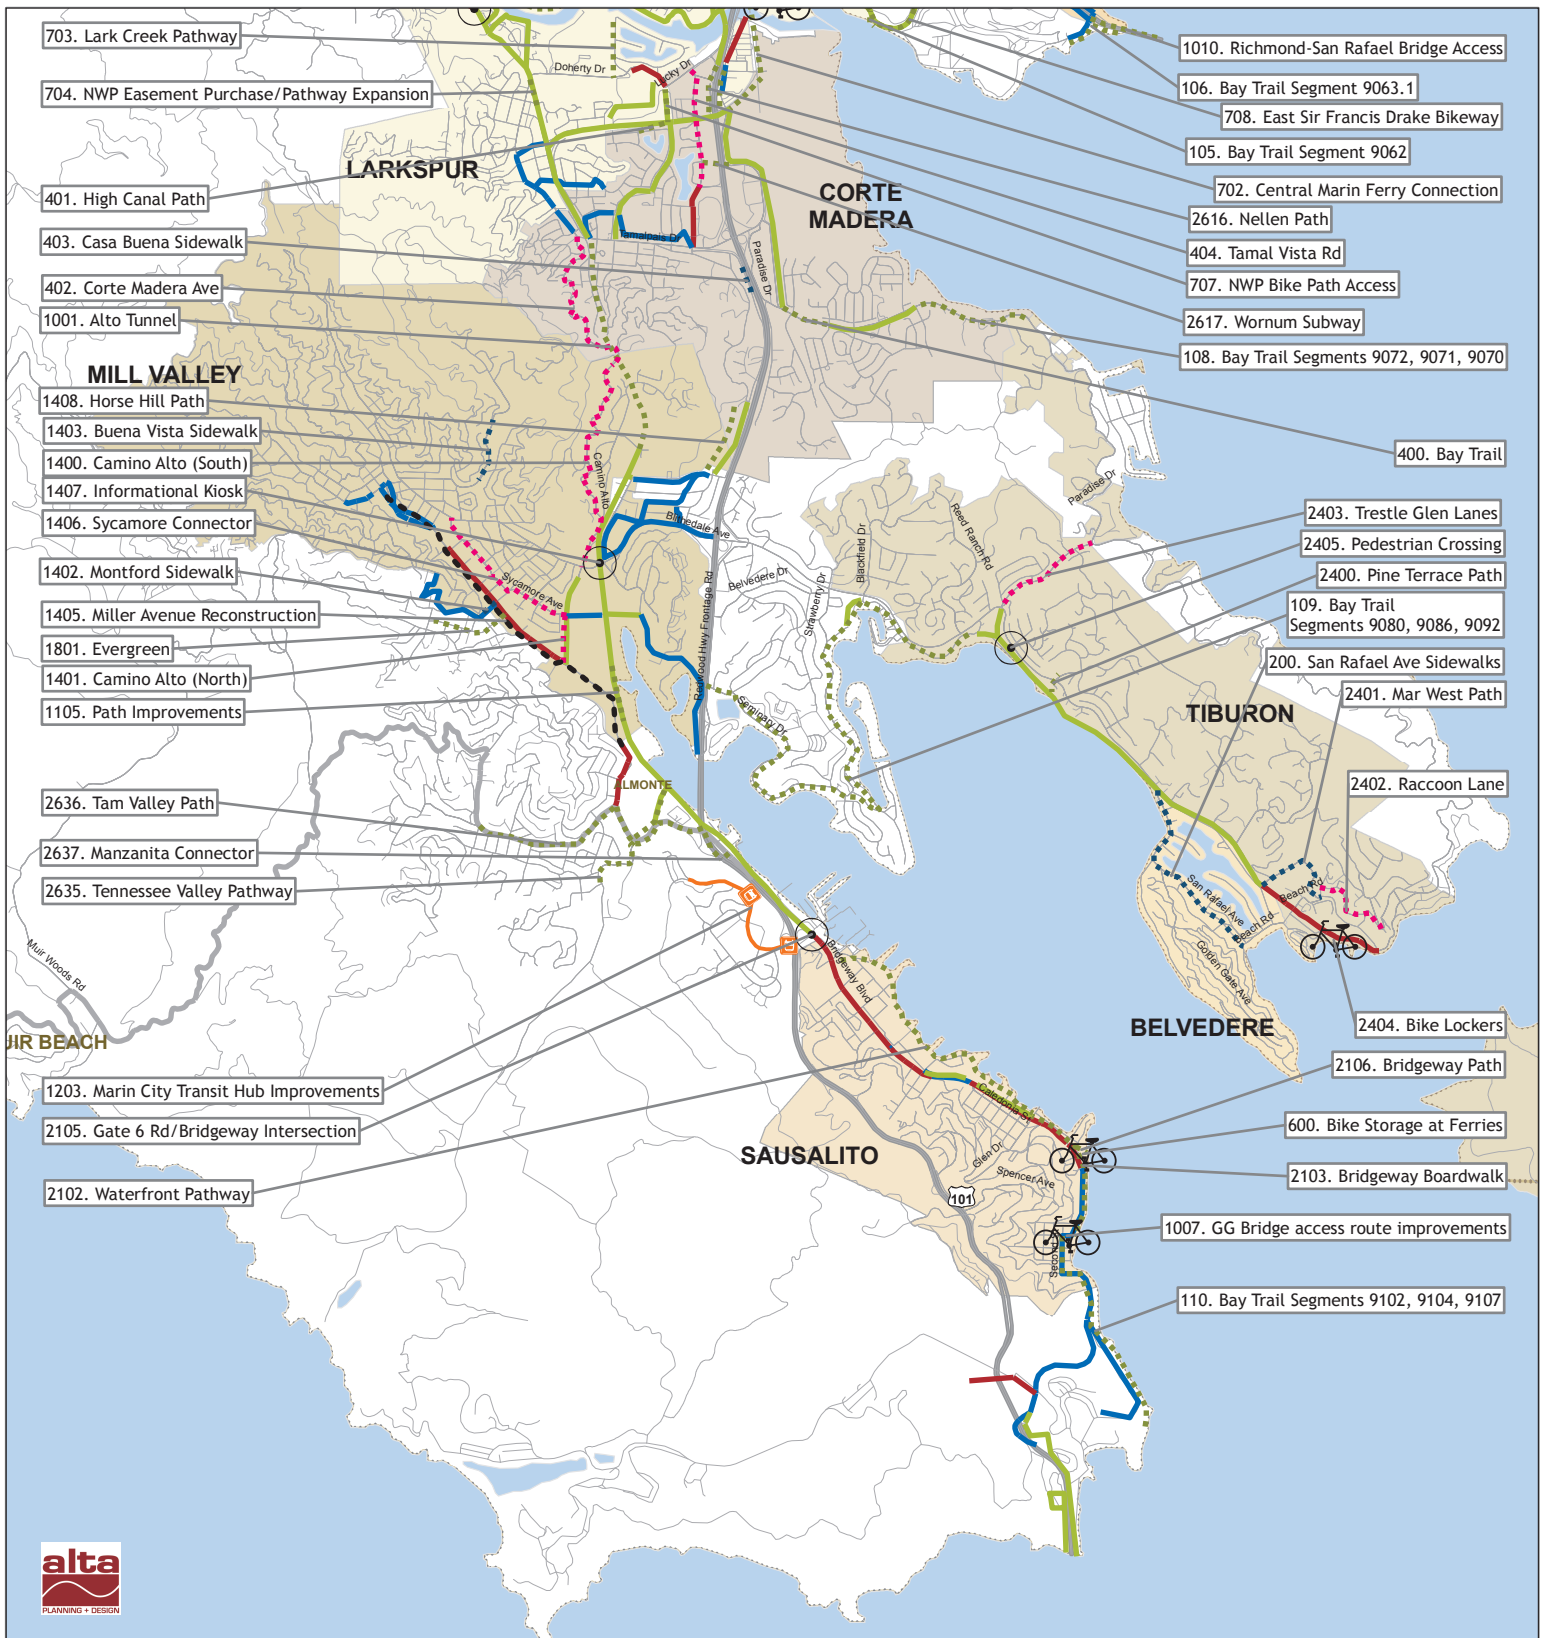 703. Lark Creek Pathway
704. NWP Easement Purchase/Pathway Expansion
401. High Canal Path
403. Casa Buena Sidewalk
402. Corte Madera Ave
1001. Alto Tunnel
MILL VALLEY
1408. Horse Hill Path
1403. Buena Vista Sidewalk
1400. Camino Alto (South)
1407. Informational Kiosk
1406. Sycamore Connector
1402. Montford Sidewalk
1405. Miller Avenue Reconstruction
1801. Evergreen
1401. Camino Alto (North)
1105. Path Improvements
2636. Tam Valley Path
2637. Manzanita Connector
2635. Tennessee Valley Pathway
Muir Woods Rd
UIR BEACH
1203. Marin City Transit Hub Improvements
2105. Gate 6 Rd/Bridgeway Intersection
2102. Waterfront Pathway
alta
PLANNING + DESIGN
Doherty Dr
Lucky Dr
LARKSPUR
CORTE
MADERA
Tamalpais Dr
Paradise Dr
Camino Alto
Blithedale Ave
Sycamore Ave
Belvedere Dr
Redwood Hwy Frontage Rd
Strawberry Dr
Blackfield Dr
Reed Ranch Rd
Paradise Dr
Seminary Dr
ALMONTE
TIBURON
San Rafael Ave
Beach Rd
Beach Rd
Golden Gate Ave
BELVEDERE
Bridgeway Blvd
Caledonia St
SAUSALITO
Glen Dr
Spencer Ave
101
Second
1010. Richmond-San Rafael Bridge Access
106. Bay Trail Segment 9063.1
708. East Sir Francis Drake Bikeway
105. Bay Trail Segment 9062
702. Central Marin Ferry Connection
2616. Nellen Path
404. Tamal Vista Rd
707. NWP Bike Path Access
2617. Wornum Subway
108. Bay Trail Segments 9072, 9071, 9070
400. Bay Trail
2403. Trestle Glen Lanes
2405. Pedestrian Crossing
2400. Pine Terrace Path
109. Bay Trail
Segments 9080, 9086, 9092
200. San Rafael Ave Sidewalks
2401. Mar West Path
2402. Raccoon Lane
2404. Bike Lockers
2106. Bridgeway Path
600. Bike Storage at Ferries
2103. Bridgeway Boardwalk
1007. GG Bridge access route improvements
110. Bay Trail Segments 9102, 9104, 9107